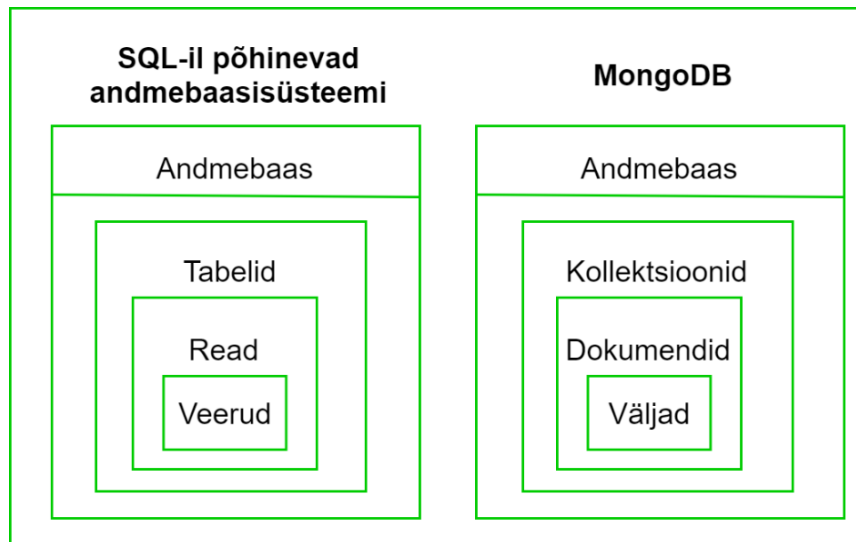 SQL-il põhinevad
andmebaasisüsteemi
Andmebaas
Tabelid
Read
Veerud
MongoDB
Andmebaas
Kollektsioonid
Dokumendid
Väljad